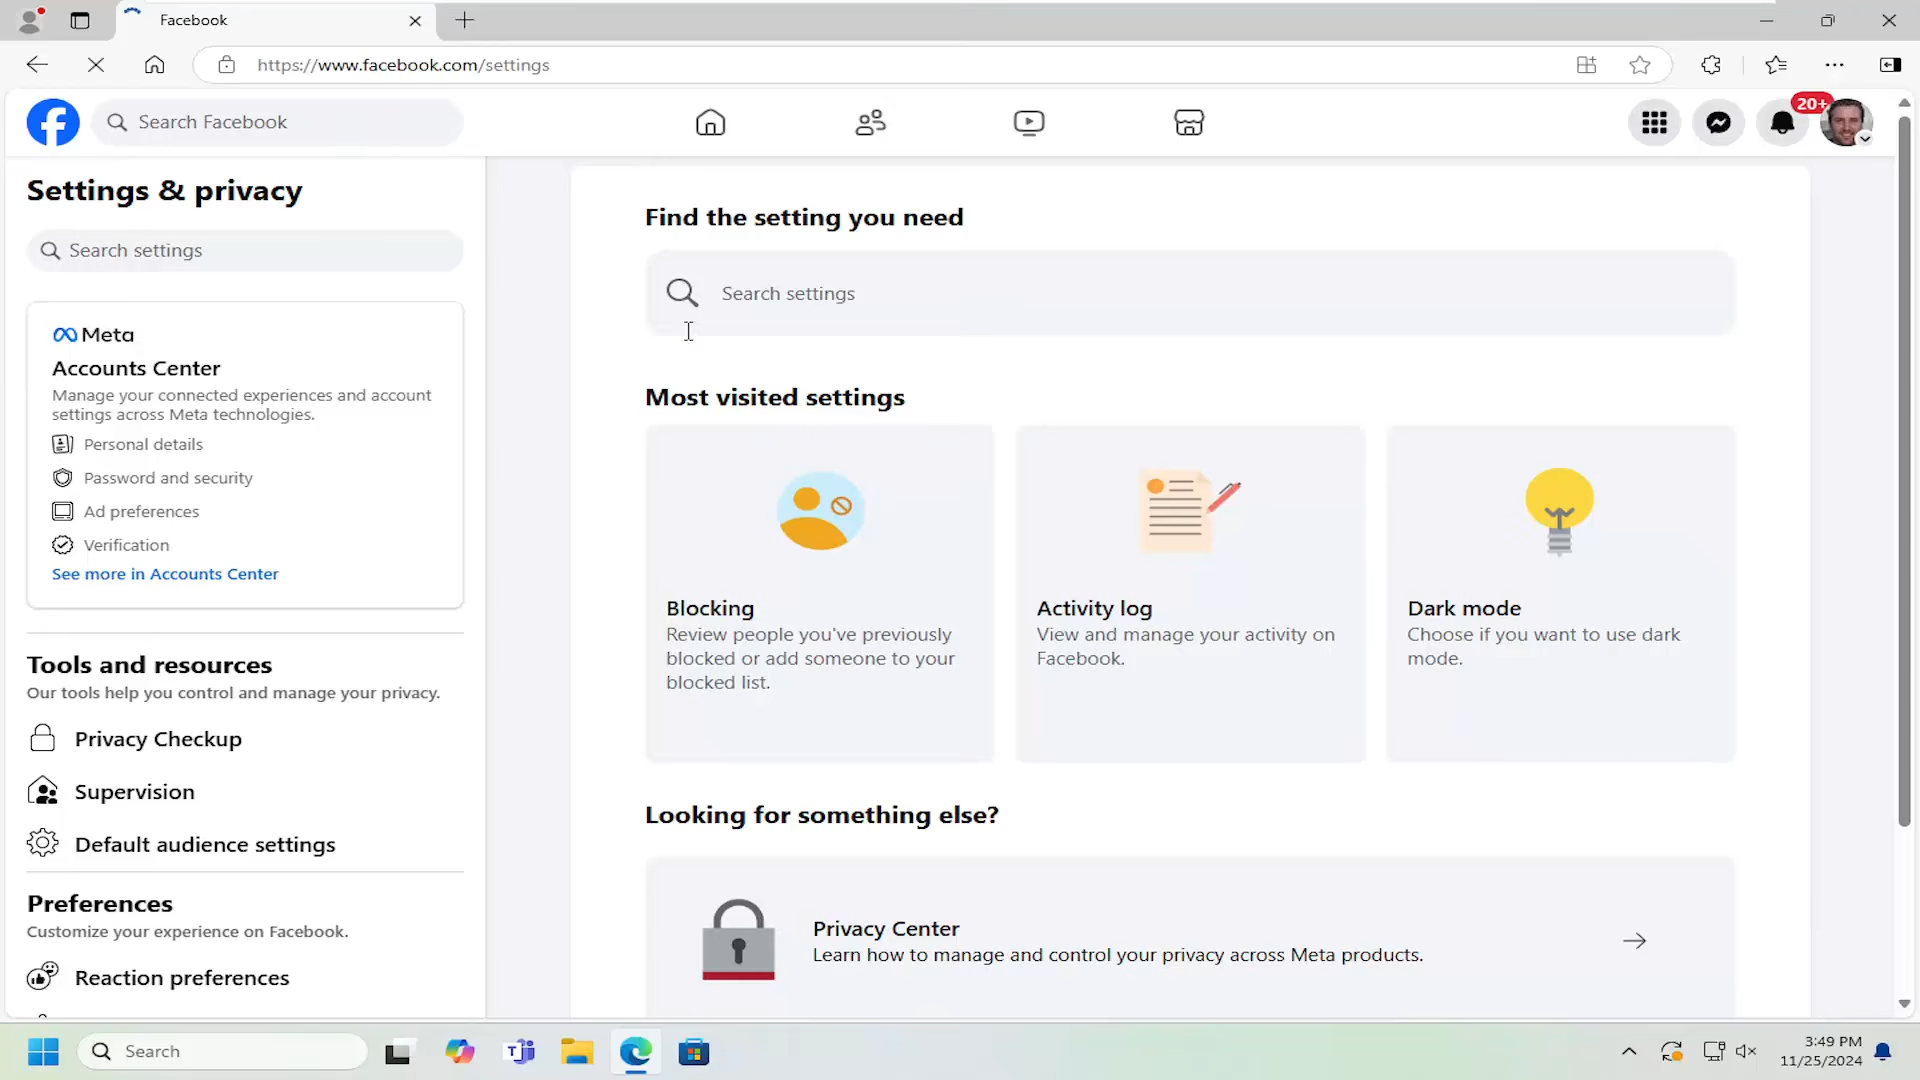 Facebook
https://www.facebook.com/settings
Search Facebook
20+
Settings & privacy
Search settings
Meta
Accounts Center
Manage your connected experiences and account
settings across Meta technologies.
Personal details
Password and security
Ad preferences
Verification
See more in Accounts Center
Tools and resources
Our tools help you control and manage your privacy.
Privacy Checkup
Supervision
Default audience settings
Preferences
Customize your experience on Facebook.
Reaction preferences
Find the setting you need
Search settings
Most visited settings
Blocking
Review people you've previously
blocked or add someone to your
blocked list.
Activity log
View and manage your activity on
Facebook.
Dark mode
Choose if you want to use dark
mode.
Looking for something else?
Privacy Center
Learn how to manage and control your privacy across Meta products.
Search
3:49 PM
11/25/2024